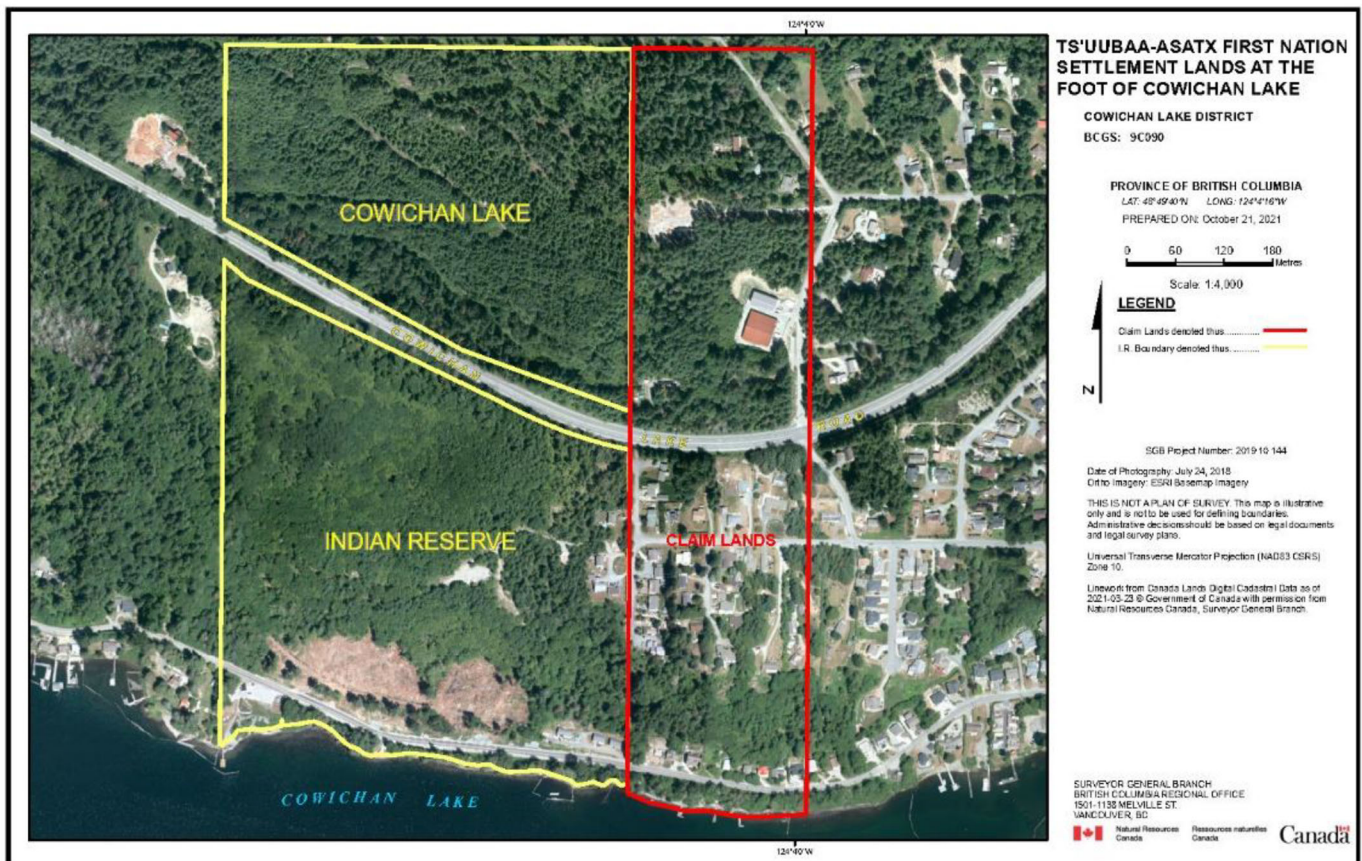 124°4'0"W
TS'UUBAA-ASATX FIRST NATION
SETTLEMENT LANDS AT THE
FOOT OF COWICHAN LAKE
COWICHAN LAKE DISTRICT
BCGS: 9C090
PROVINCE OF BRITISH COLUMBIA
LAT: 48°49'40"N LONG: 124°4'16"W
PREPARED ON: October 21, 2021
0 60 120 180
Metres
Scale: 1:4,000
LEGEND
Claim Lands denoted thus............
I.R. Boundary denoted thus............
N
SGB Project Number: 2019 10 144
Date of Photography: July 24, 2018
Ortho Imagery: ESRI Basemap Imagery
THIS IS NOT A PLAN OF SURVEY. This map is illustrative
only and is not to be used for defining boundaries.
Administrative decisions should be based on legal documents
and legal survey plans.
Universal Transverse Mercator Projection (NAD83 CSRS)
Zone 10.
Linework from Canada Lands Digital Cadastral Data as of
2021-03-23 © Government of Canada with permission from
Natural Resources Canada, Surveyor General Branch.
SURVEYOR GENERAL BRANCH
BRITISH COLUMBIA REGIONAL OFFICE
1501-1138 MELVILLE ST.
VANCOUVER, BC
Natural Resources Canada
Ressources naturelles Canada
Canada
COWICHAN LAKE
COWICHAN LAKE ROAD
INDIAN RESERVE
CLAIM LANDS
COWICHAN LAKE
124°4'0"W